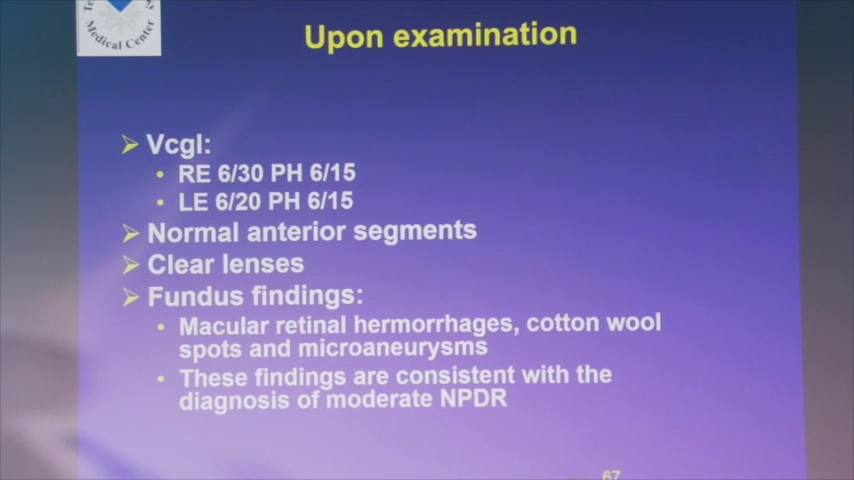 Medical Center
Upon examination
Vcgl:
RE 6/30 PH 6/15
LE 6/20 PH 6/15
Normal anterior segments
Clear lenses
Fundus findings:
Macular retinal hermorrhages, cotton wool
spots and microaneurysms
These findings are consistent with the
diagnosis of moderate NPDR
67